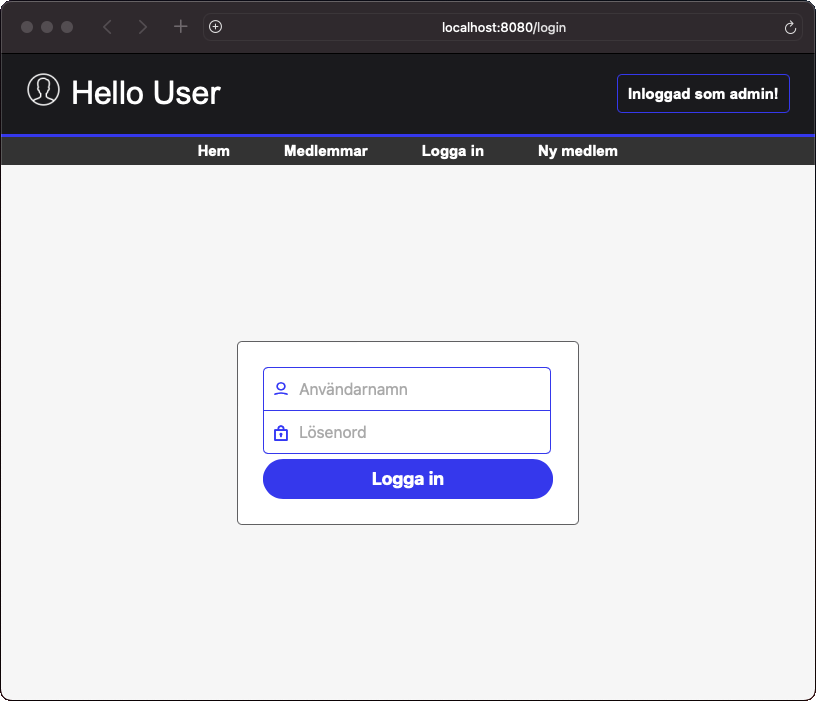 localhost:8080/login
Hello User
Inloggad som admin!
Hem Medlemmar Logga in Ny medlem
Användarnamn
Lösenord
Logga in